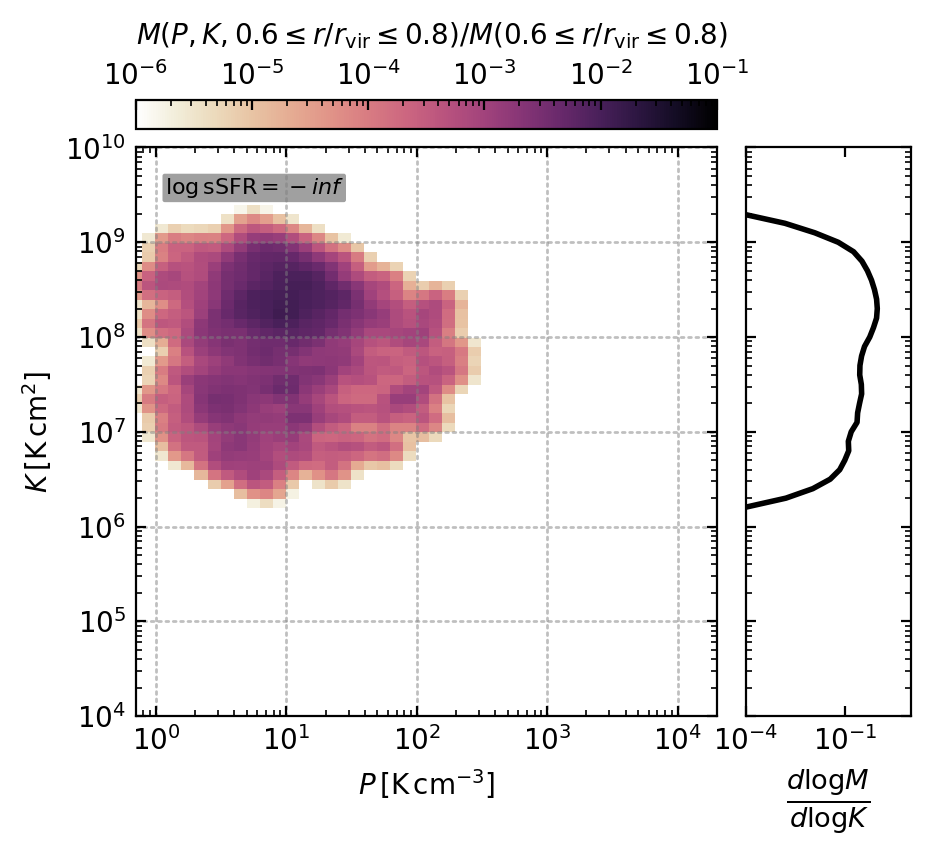 M(P, K, 0.6 ≤ r/r_vir ≤ 0.8)/M(0.6 ≤ r/r_vir ≤ 0.8)
10^−6 10^−5 10^−4 10^−3 10^−2 10^−1
10^10
log sSFR = −inf
10^9
10^8
K [K cm^2]
10^7
10^6
10^5
10^4
10^0 10^1 10^2 10^3 10^4 10^−4 10^−1
P [K cm^−3]
dlogM
dlogK